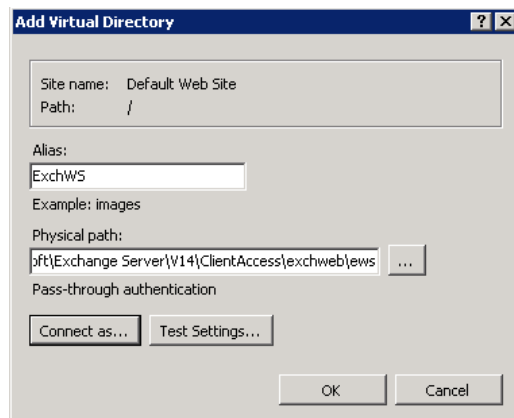 Add Virtual Directory
Site name: Default Web Site
Path: /
Alias:
ExchWS
Example: images
Physical path:
oft\Exchange Server\V14\ClientAccess\exchweb\ews
...
Pass-through authentication
Connect as...
Test Settings...
OK
Cancel